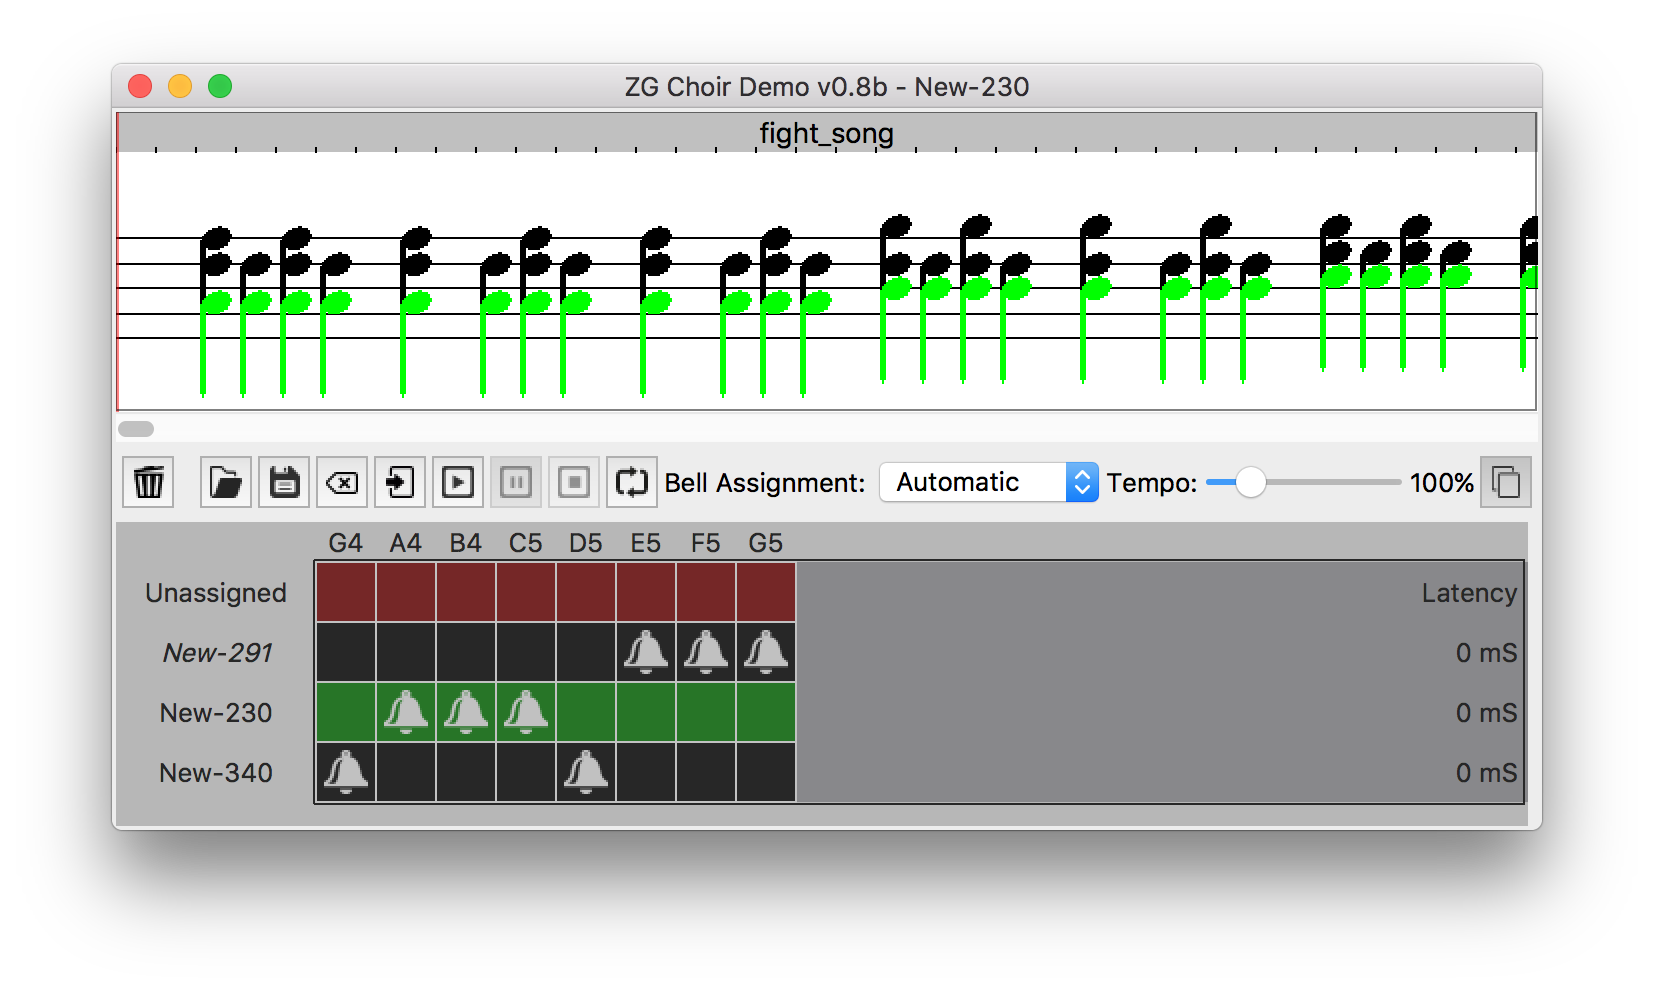 ZG Choir Demo v0.8b - New-230
fight_song
Bell Assignment: Automatic Tempo: 100%
G4 A4 B4 C5 D5 E5 F5 G5
Unassigned Latency
New-291 0 mS
New-230 0 mS
New-340 0 mS